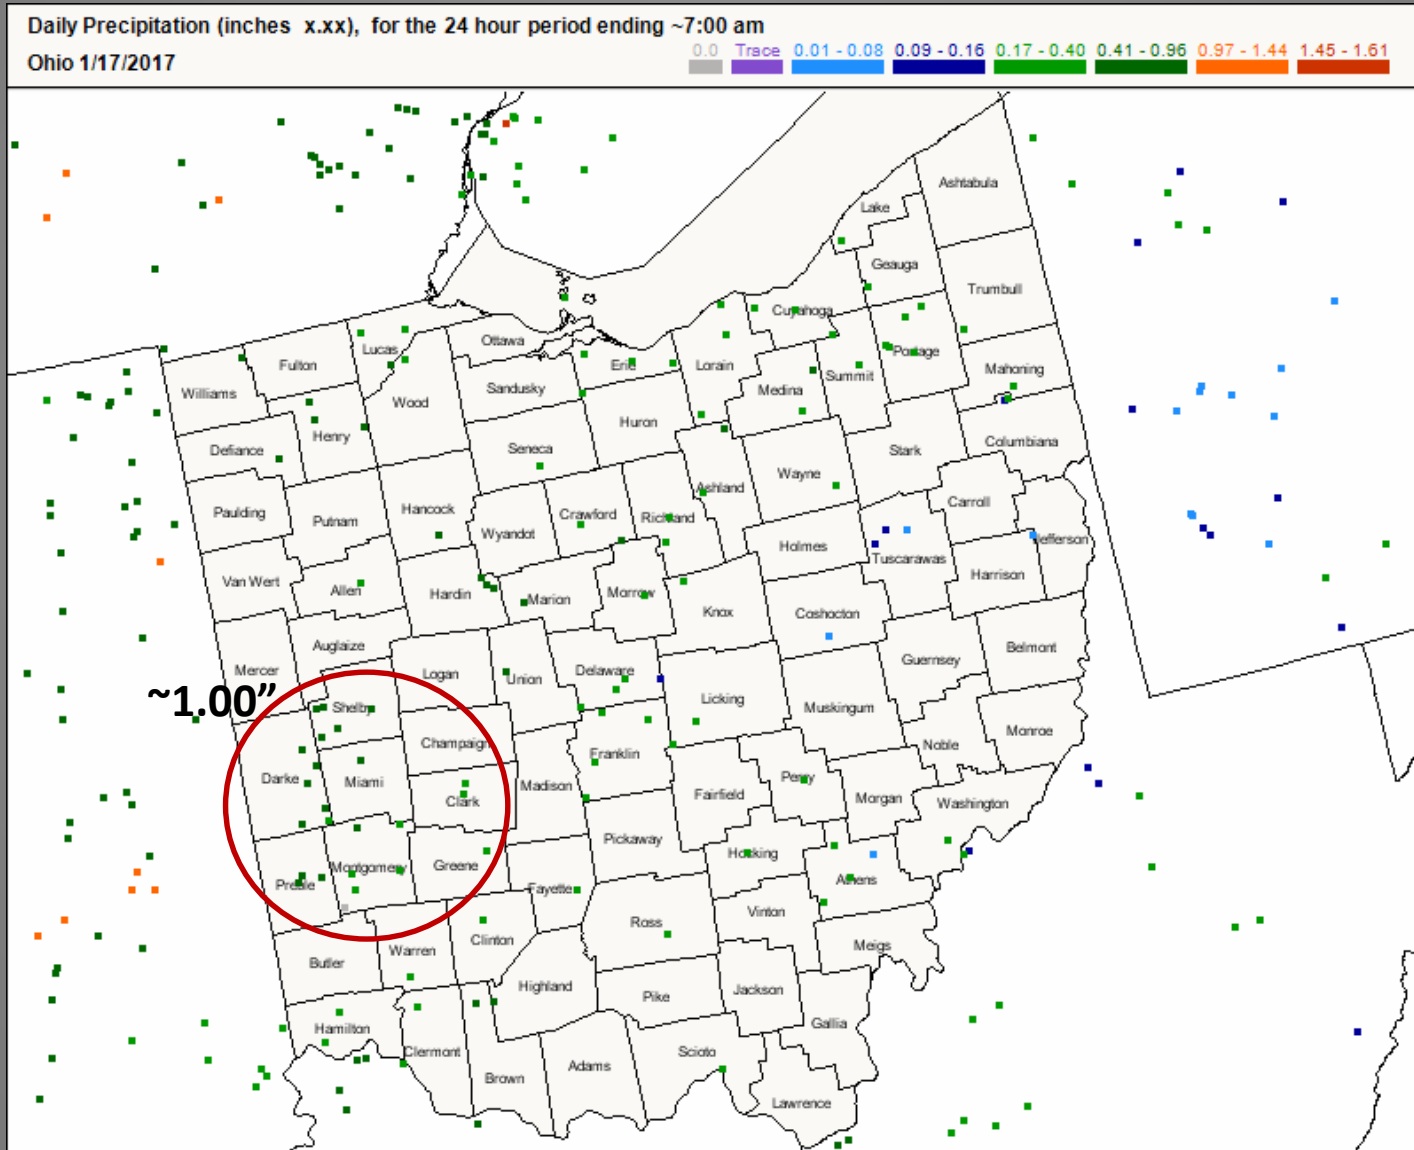 Daily Precipitation (inches x.xx), for the 24 hour period ending ~7:00 am
Ohio 1/17/2017
0.0 Trace 0.01 - 0.08 0.09 - 0.16 0.17 - 0.40 0.41 - 0.96 0.97 - 1.44 1.45 - 1.61
Ashtabula
Lake
Geauga
Trumbull
Cuyahoga
Ottawa
Lucas
Fulton
Erie
Lorain
Portage
Mahoning
Williams
Sandusky
Medina
Summit
Wood
Huron
Henry
Columbiana
Defiance
Seneca
Stark
Wayne
Ashland
Carroll
Paulding
Putnam
Hancock
Crawford
Richland
Wyandot
Jefferson
Holmes
Tuscarawas
Harrison
Van Wert
Allen
Hardin
Marion
Morrow
Knox
Coshocton
Auglaize
Belmont
Guernsey
Mercer
Logan
Union
Delaware
~1.00”
Licking
Shelby
Muskingum
Monroe
Noble
Champaign
Franklin
Darke
Miami
Perry
Madison
Fairfield
Morgan
Clark
Washington
Pickaway
Hocking
Montgomery
Greene
Athens
Preble
Fayette
Vinton
Ross
Clinton
Meigs
Warren
Butler
Highland
Jackson
Pike
Gallia
Hamilton
Clermont
Scioto
Adams
Brown
Lawrence